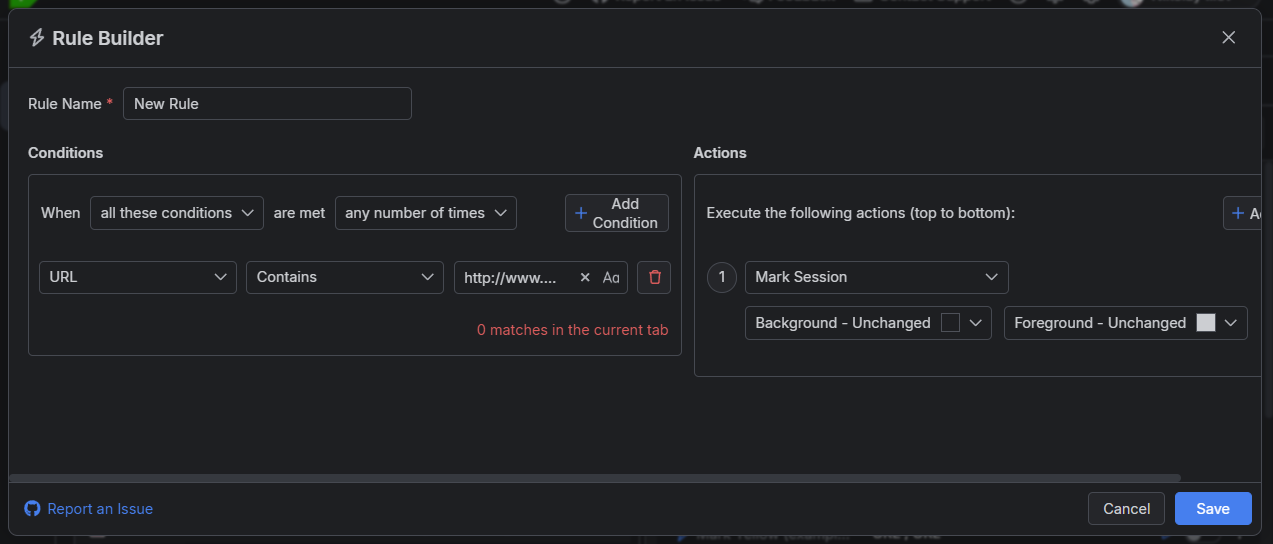 Rule Builder
Rule Name *
New Rule
Conditions
Actions
When all these conditions are met any number of times
Add
Condition
Execute the following actions (top to bottom):
URL Contains http://www.... Aa
1 Mark Session
0 matches in the current tab
Background - Unchanged Foreground - Unchanged
Report an Issue
Cancel Save